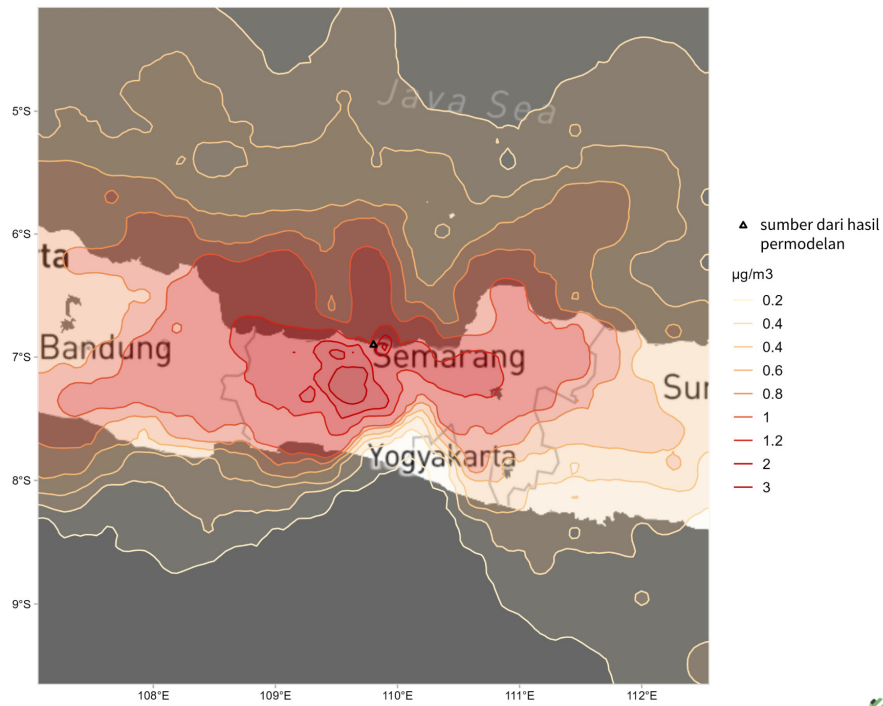 Java Sea
5°S
6°S
ta
7°S
Bandung
Semarang
Sur
Yogyakarta
8°S
9°S
108°E
109°E
110°E
111°E
112°E
sumber dari hasil
permodelan
µg/m3
0.2
0.4
0.4
0.6
0.8
1
1.2
2
3